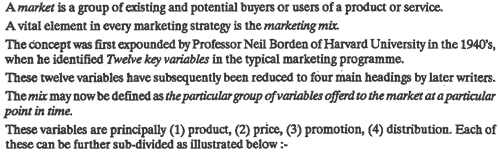 A market is a group of existing and potential buyers or users of a product or service.
A vital element in every marketing strategy is the marketing mix.
The concept was first expounded by Professor Neil Borden of Harvard University in the 1940's,
when he identified Twelve key variables in the typical marketing programme.
These twelve variables have subsequently been reduced to four main headings by later writers.
The mix may now be defined as the particular group of variables offerd to the market at a particular
point in time.
These variables are principally (1) product, (2) price, (3) promotion, (4) distribution. Each of
these can be further sub-divided as illustrated below :-